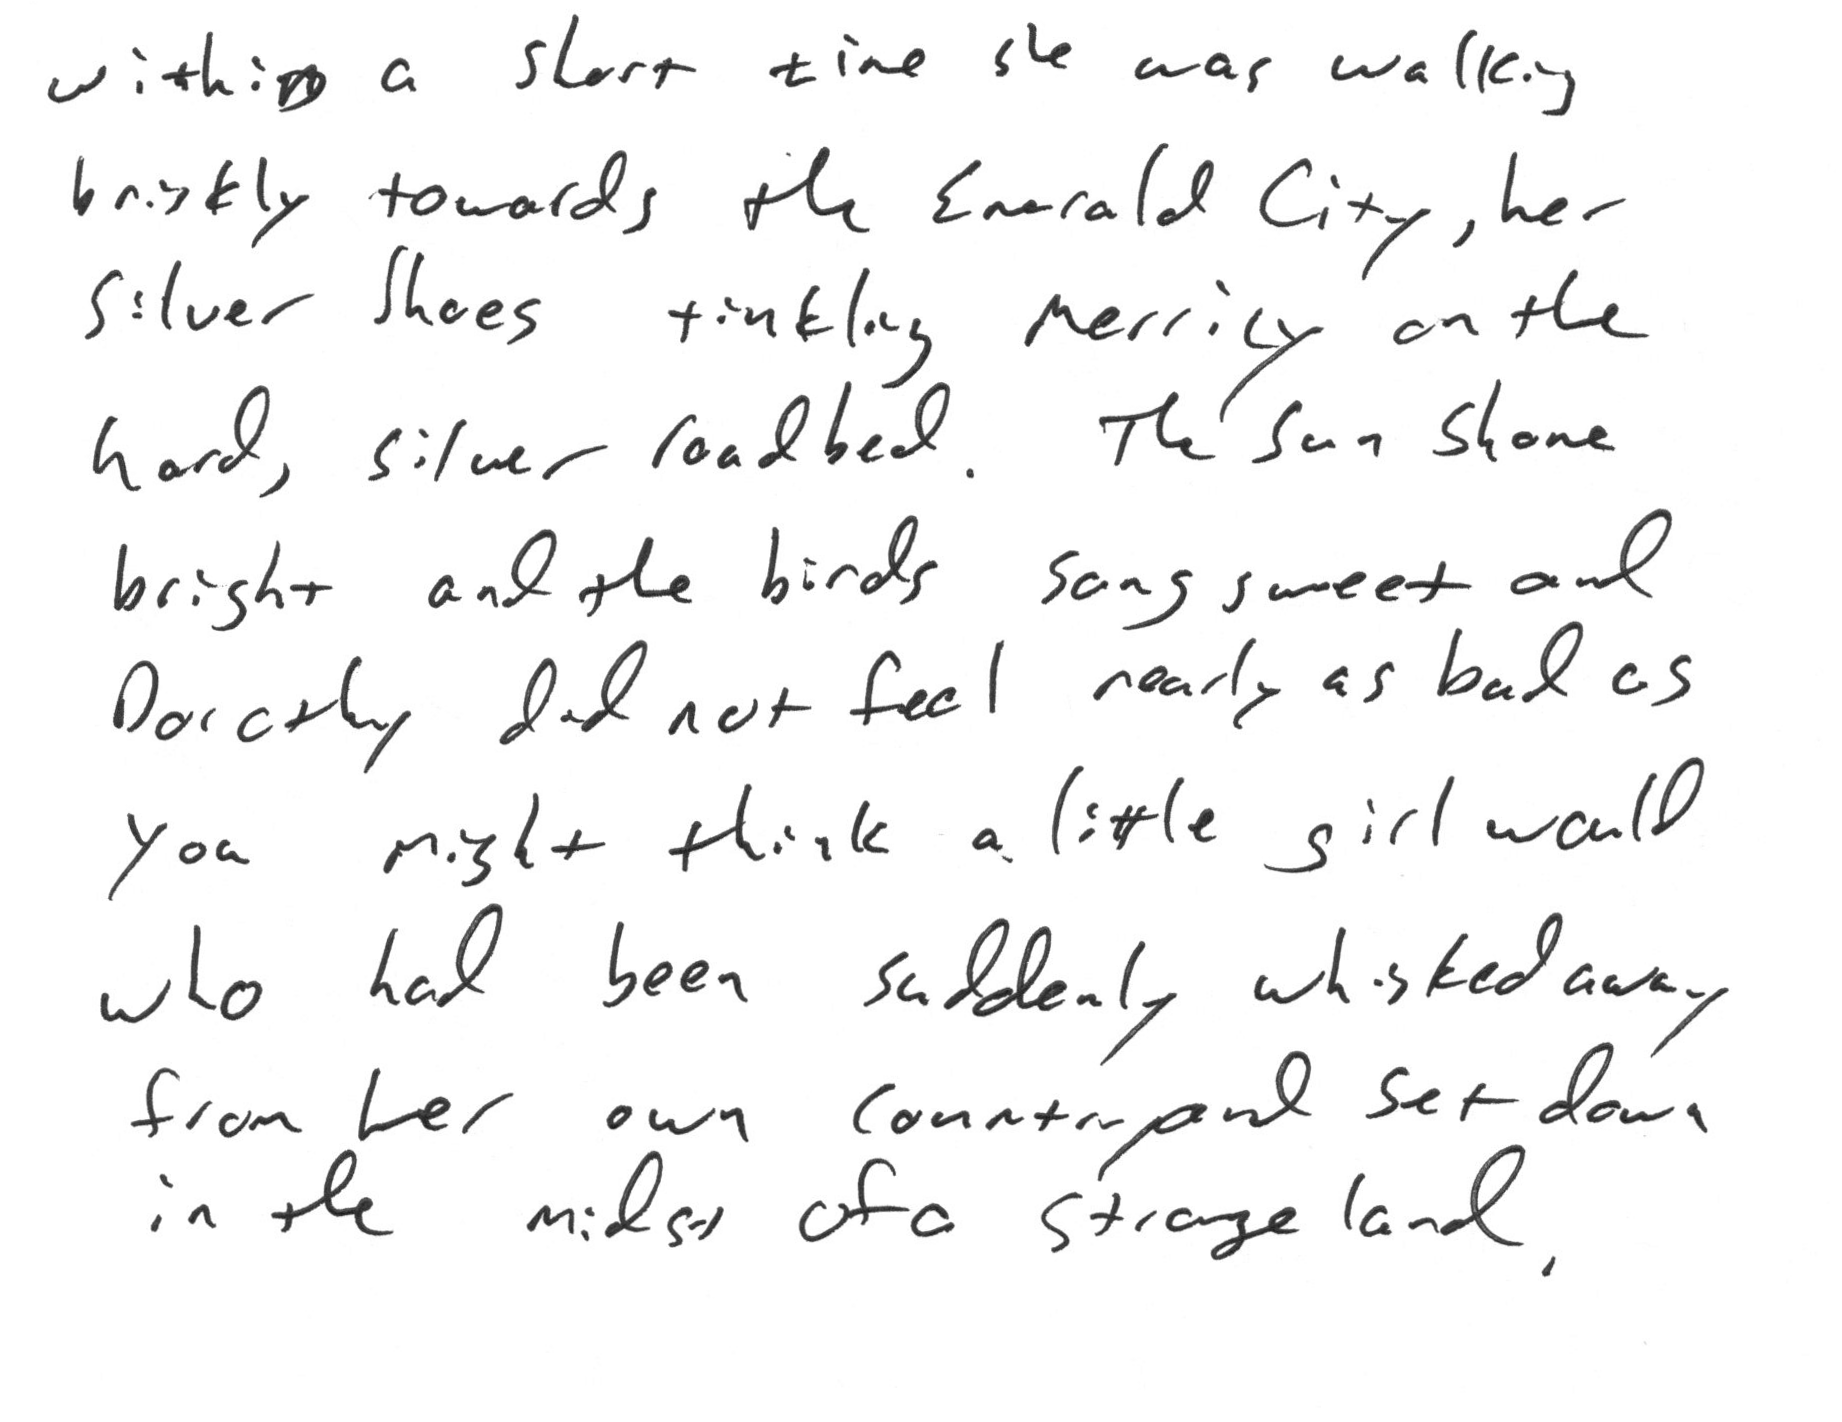 within a short time she was walking
briskly towards the Emerald City, her
Silver Shoes tinkling merrily on the
hard, silver roadbed. The sun shone
bright and the birds sang sweet and
Dorothy did not feel nearly as bad as
you might think a little girl would
who had been suddenly whisked away
from her own country and set down
in the midst of a strange land.